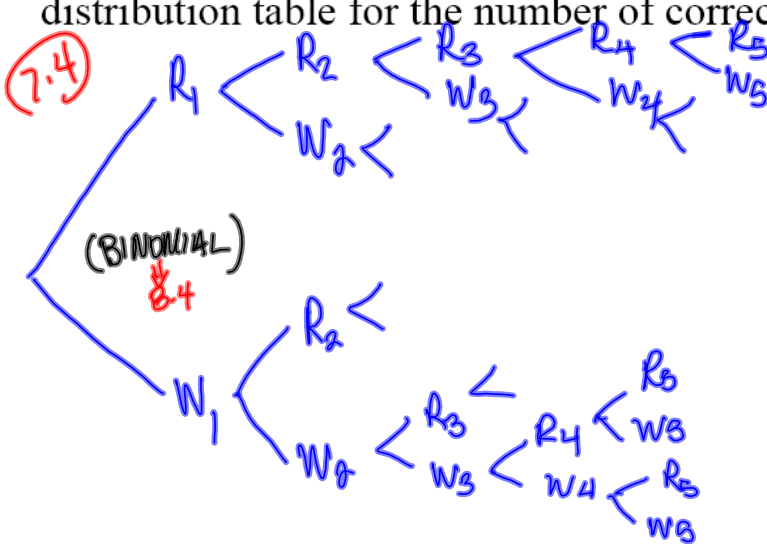 distribution table for the number of correc
7.4
R1 R2 R3 R4 R5
W3 W4 W5
W2
(BINOMIAL)
8.4
R2
R5
W1 R3 R4 W5
W2 W3 W4 R5
W5